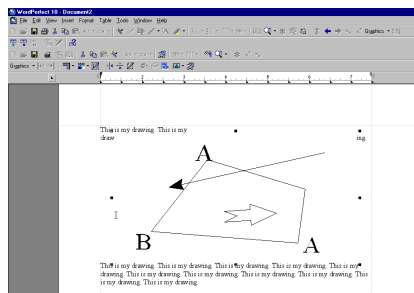 WordPerfect 10 - Document2
File Edit View Insert Format Table Tools Window Help
Graphics
Graphics
This is my drawing. This is my
draw ing.
A
B
A
This is my drawing. This is my drawing. This is my drawing. This is my drawing. This is my
drawing. This is my drawing. This is my drawing. This is my drawing. This is my drawing. This
is my drawing. This is my drawing.